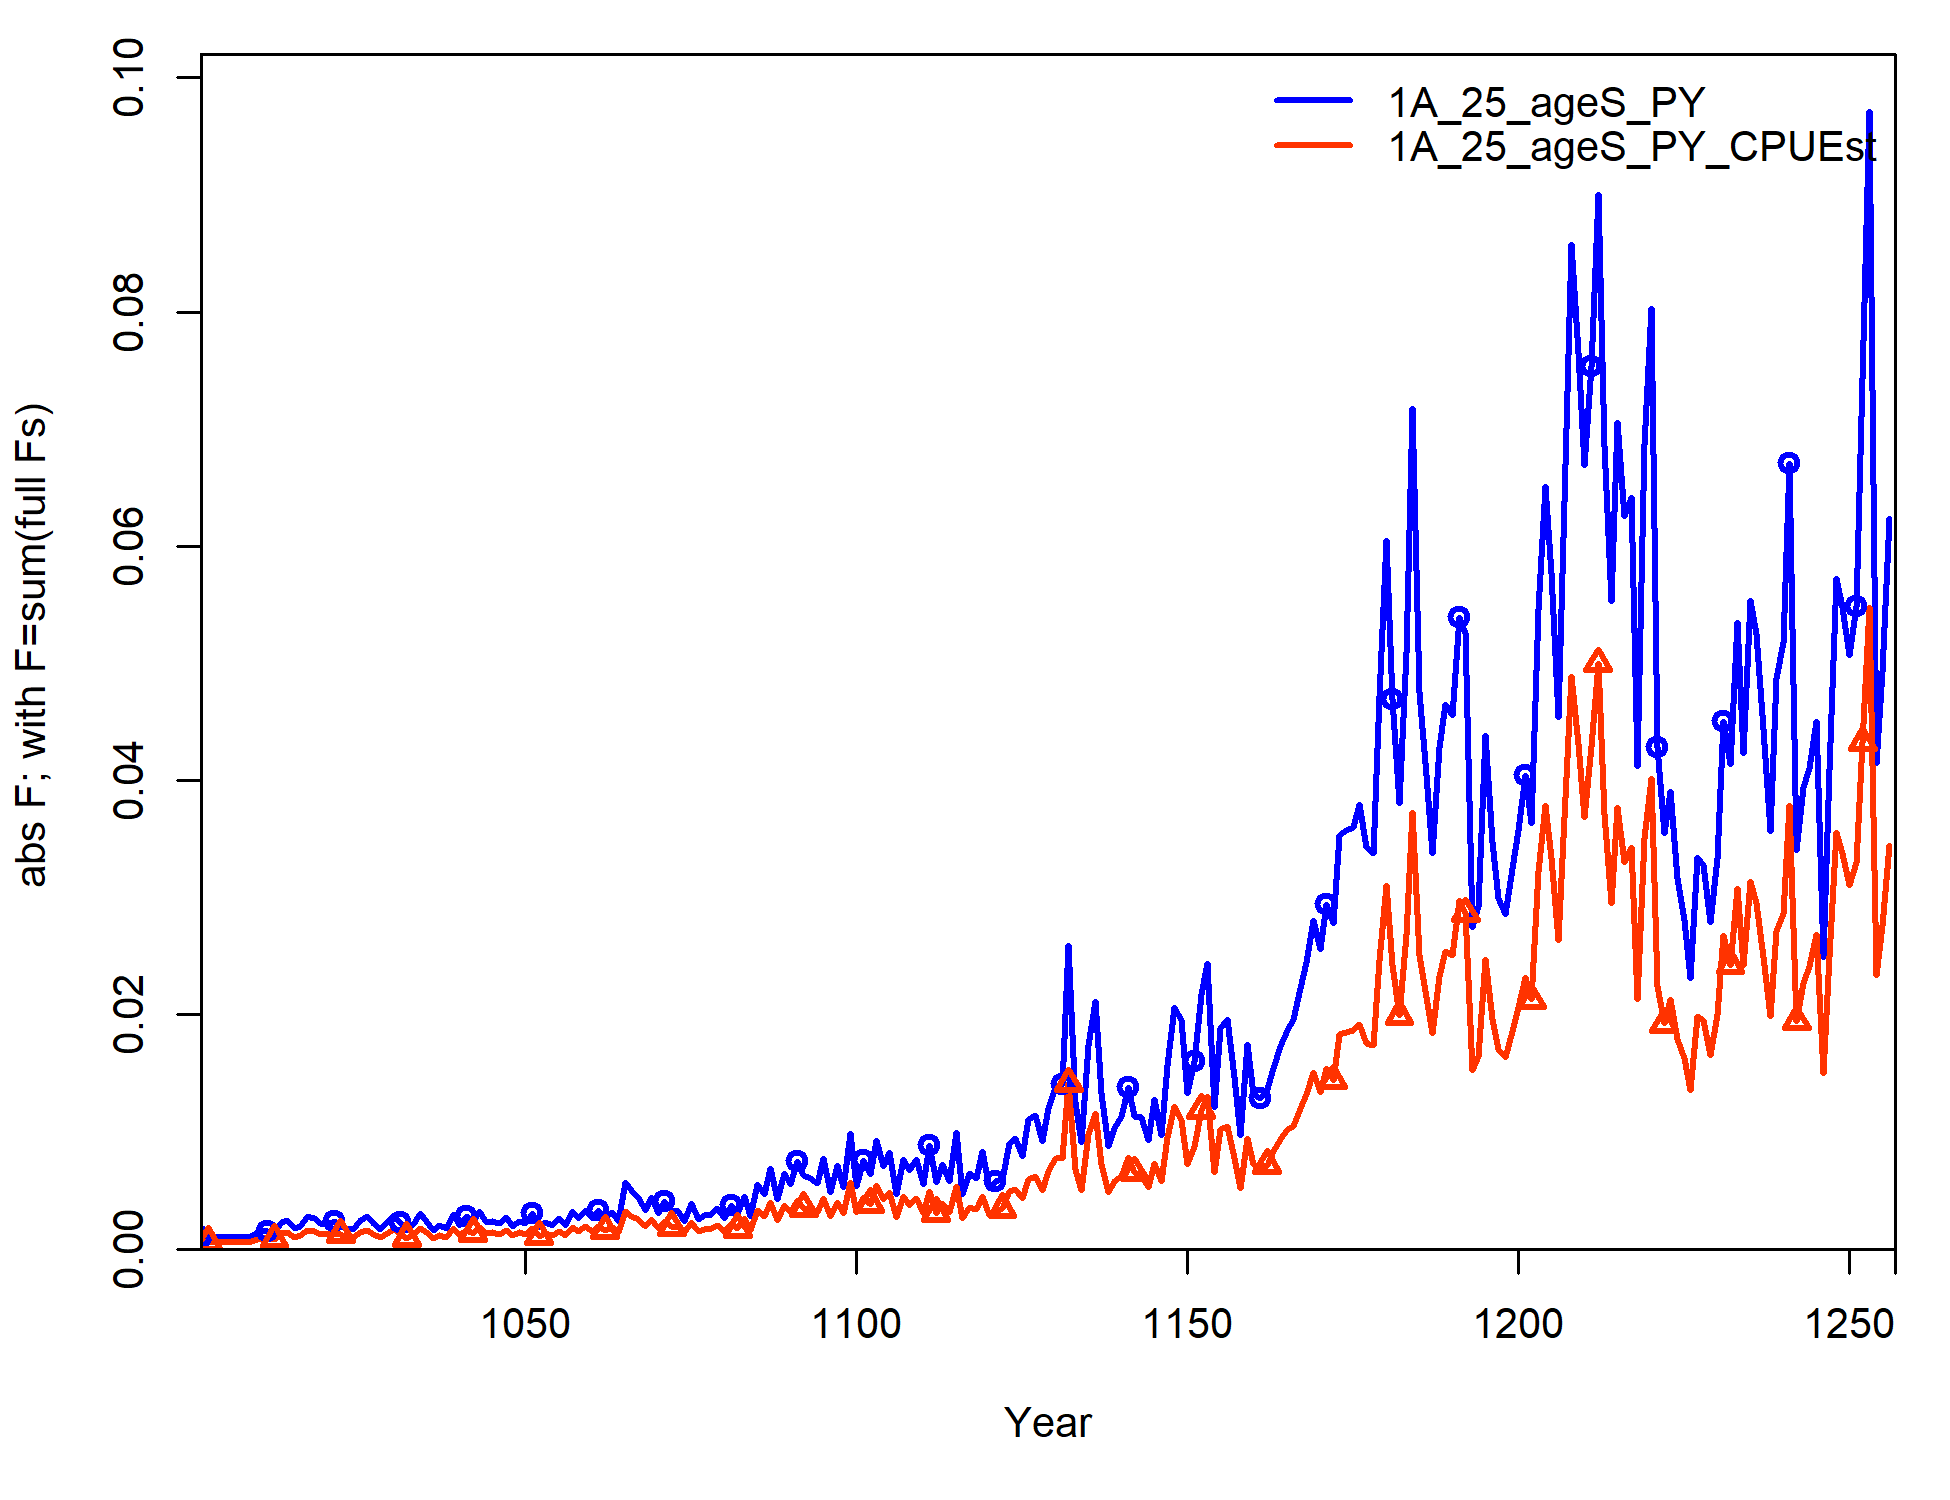 1A_25_ageS_PY
1A_25_ageS_PY_CPUEst
abs F; with F=sum(full Fs)
0.10
0.08
0.06
0.04
0.02
0.00
1050 1100 1150 1200 1250
Year